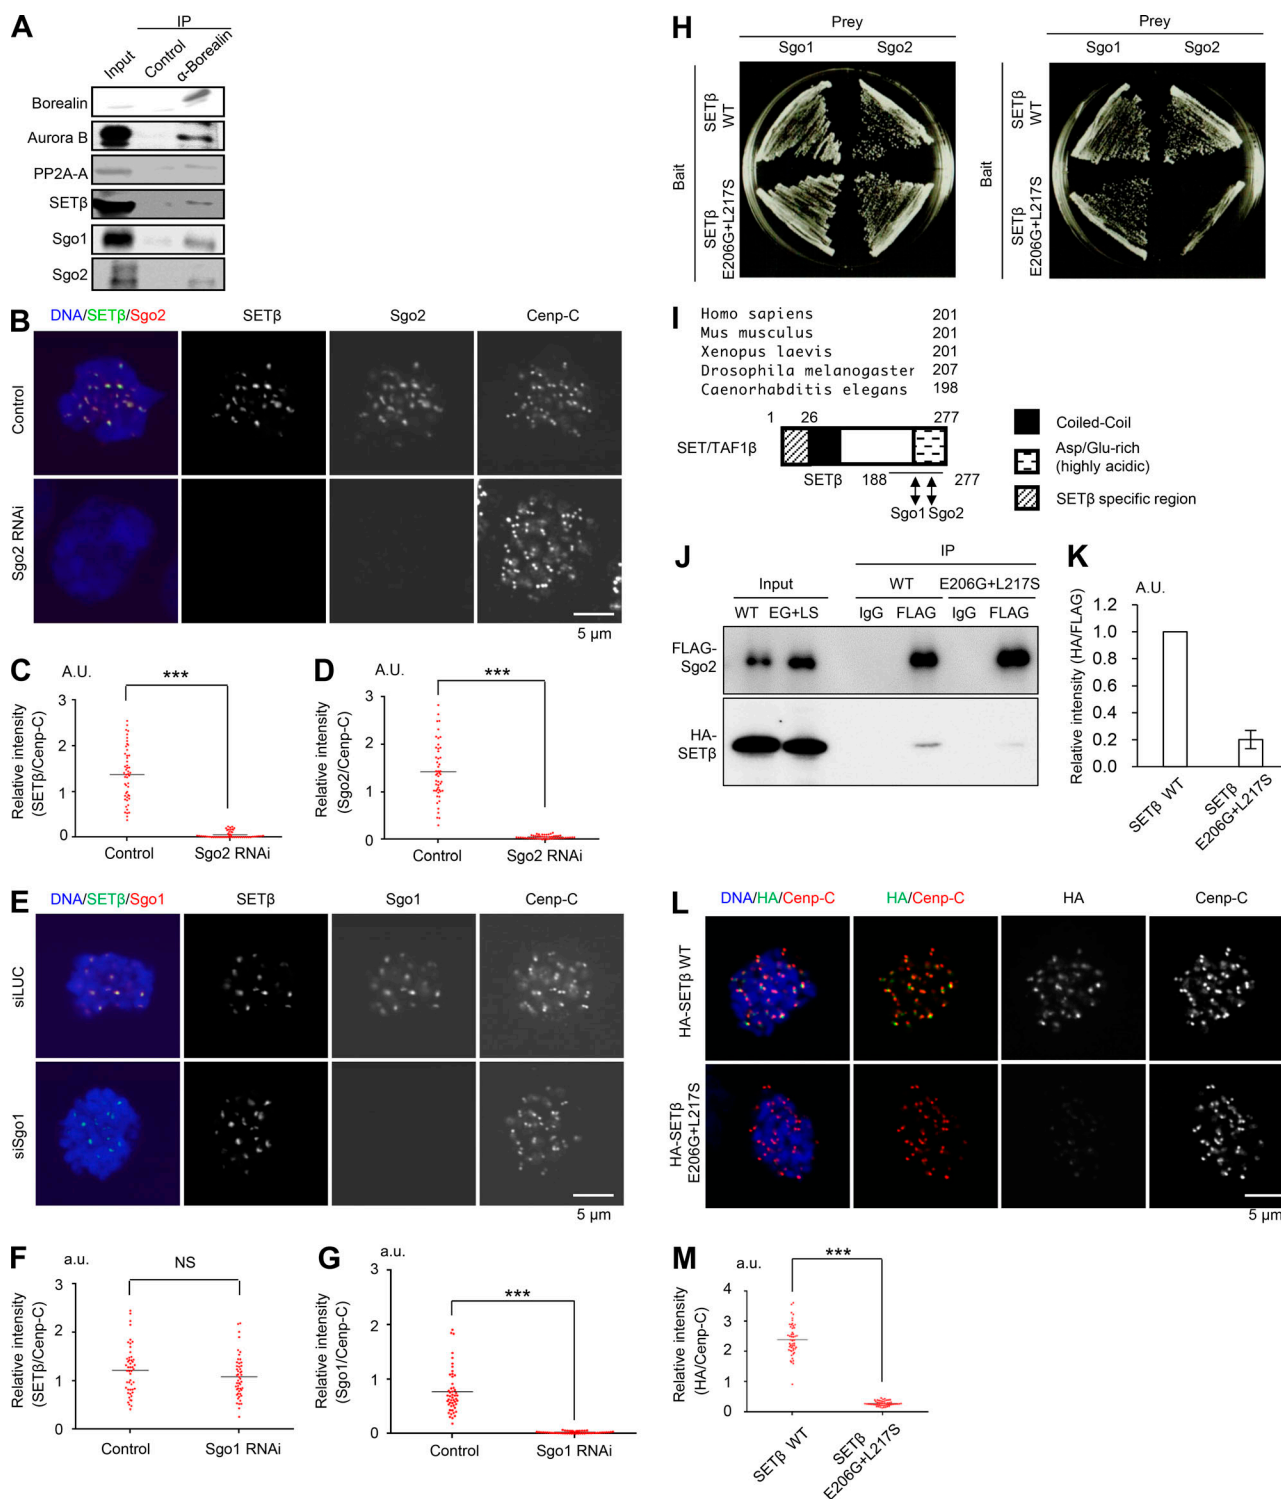 A
IP
Input
Control
α-Borealin
Borealin
Aurora B
PP2A-A
SETβ
Sgo1
Sgo2
B
DNA/SETβ/Sgo2
SETβ
Sgo2
Cenp-C
Control
Sgo2 RNAi
5 µm
C
A.U.
***
Relative intensity
(SETβ/Cenp-C)
3
2
1
0
Control
Sgo2 RNAi
D
A.U.
***
Relative intensity
(Sgo2/Cenp-C)
3
2
1
0
Control
Sgo2 RNAi
E
DNA/SETβ/Sgo1
SETβ
Sgo1
Cenp-C
siLUC
siSgo1
5 µm
F
a.u.
NS
Relative intensity
(SETβ/Cenp-C)
3
2
1
0
Control
Sgo1 RNAi
G
a.u.
***
Relative intensity
(Sgo1/Cenp-C)
3
2
1
0
Control
Sgo1 RNAi
H
Prey
Sgo1
Sgo2
Bait
SETβ
WT
SETβ
E206G+L217S
Prey
Sgo1
Sgo2
Bait
SETβ
WT
SETβ
E206G+L217S
I
Homo sapiens 201
Mus musculus 201
Xenopus laevis 201
Drosophila melanogaster 207
Caenorhabditis elegans 198
1 26 277
SET/TAF1β
SETβ 188 277
Sgo1 Sgo2
Coiled-Coil
Asp/Glu-rich
(highly acidic)
SETβ specific region
J
IP
Input
WT
E206G+L217S
WT EG+LS IgG FLAG IgG FLAG
FLAG-
Sgo2
HA-
SETβ
K
A.U.
Relative intensity (HA/FLAG)
1.2
1.0
0.8
0.6
0.4
0.2
0.0
SETβ WT
SETβ
E206G+L217S
L
DNA/HA/Cenp-C
HA/Cenp-C
HA
Cenp-C
HA-SETβ WT
HA-SETβ
E206G+L217S
5 µm
M
a.u.
***
Relative intensity
(HA/Cenp-C)
4
3
2
1
0
SETβ WT
SETβ
E206G+L217S